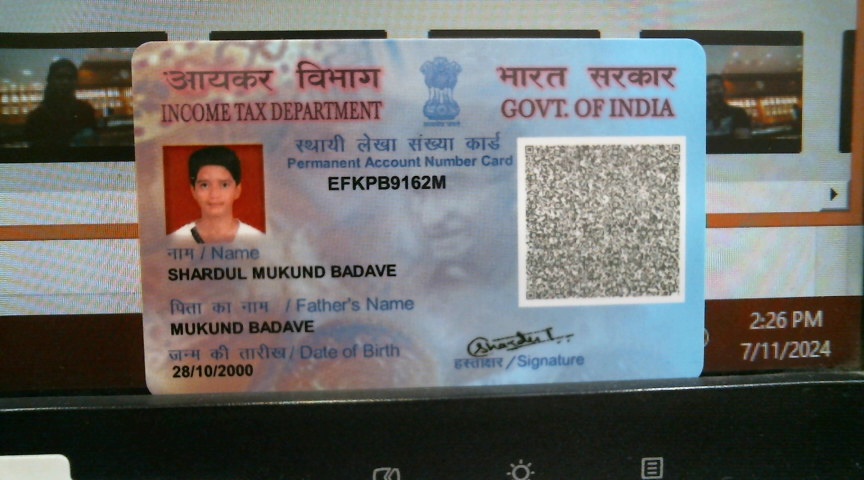 आयकर विभाग
INCOME TAX DEPARTMENT
भारत सरकार
GOVT. OF INDIA
स्थायी लेखा संख्या कार्ड
Permanent Account Number Card
EFKPB9162M
नाम / Name
SHARDUL MUKUND BADAVE
पिता का नाम / Father's Name
MUKUND BADAVE
जन्म की तारीख / Date of Birth
28/10/2000
Shardul
हस्ताक्षर / Signature
2:26 PM
7/11/2024